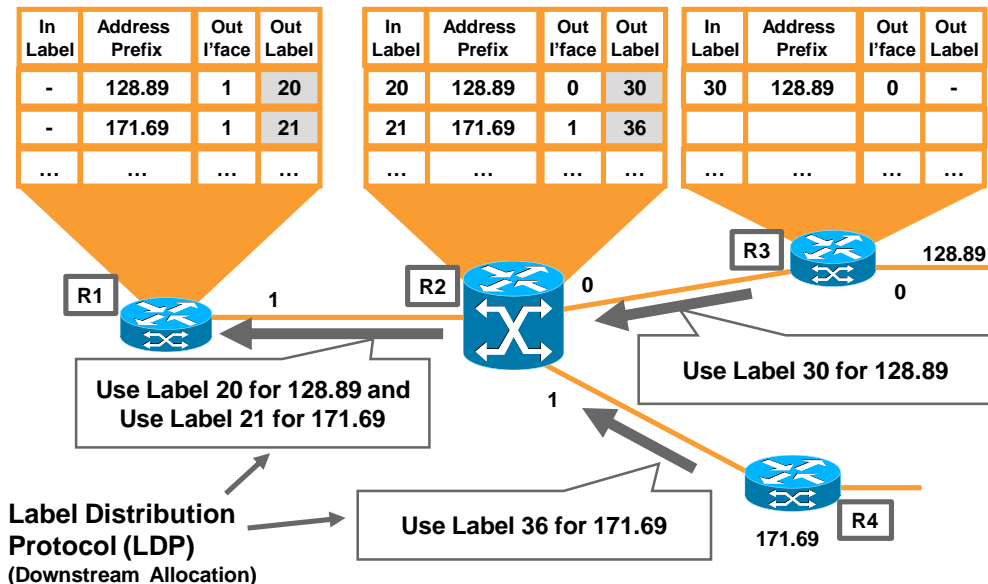 In Label Address Prefix Out I'face Out Label
- 128.89 1 20
- 171.69 1 21
... ... ... ...
In Label Address Prefix Out I'face Out Label
20 128.89 0 30
21 171.69 1 36
... ... ... ...
In Label Address Prefix Out I'face Out Label
30 128.89 0 -
... ... ... ...
R1
1
R2
0
R3
128.89
0
Use Label 20 for 128.89 and
Use Label 21 for 171.69
1
Use Label 30 for 128.89
Label Distribution
Protocol (LDP)
(Downstream Allocation)
Use Label 36 for 171.69
171.69
R4